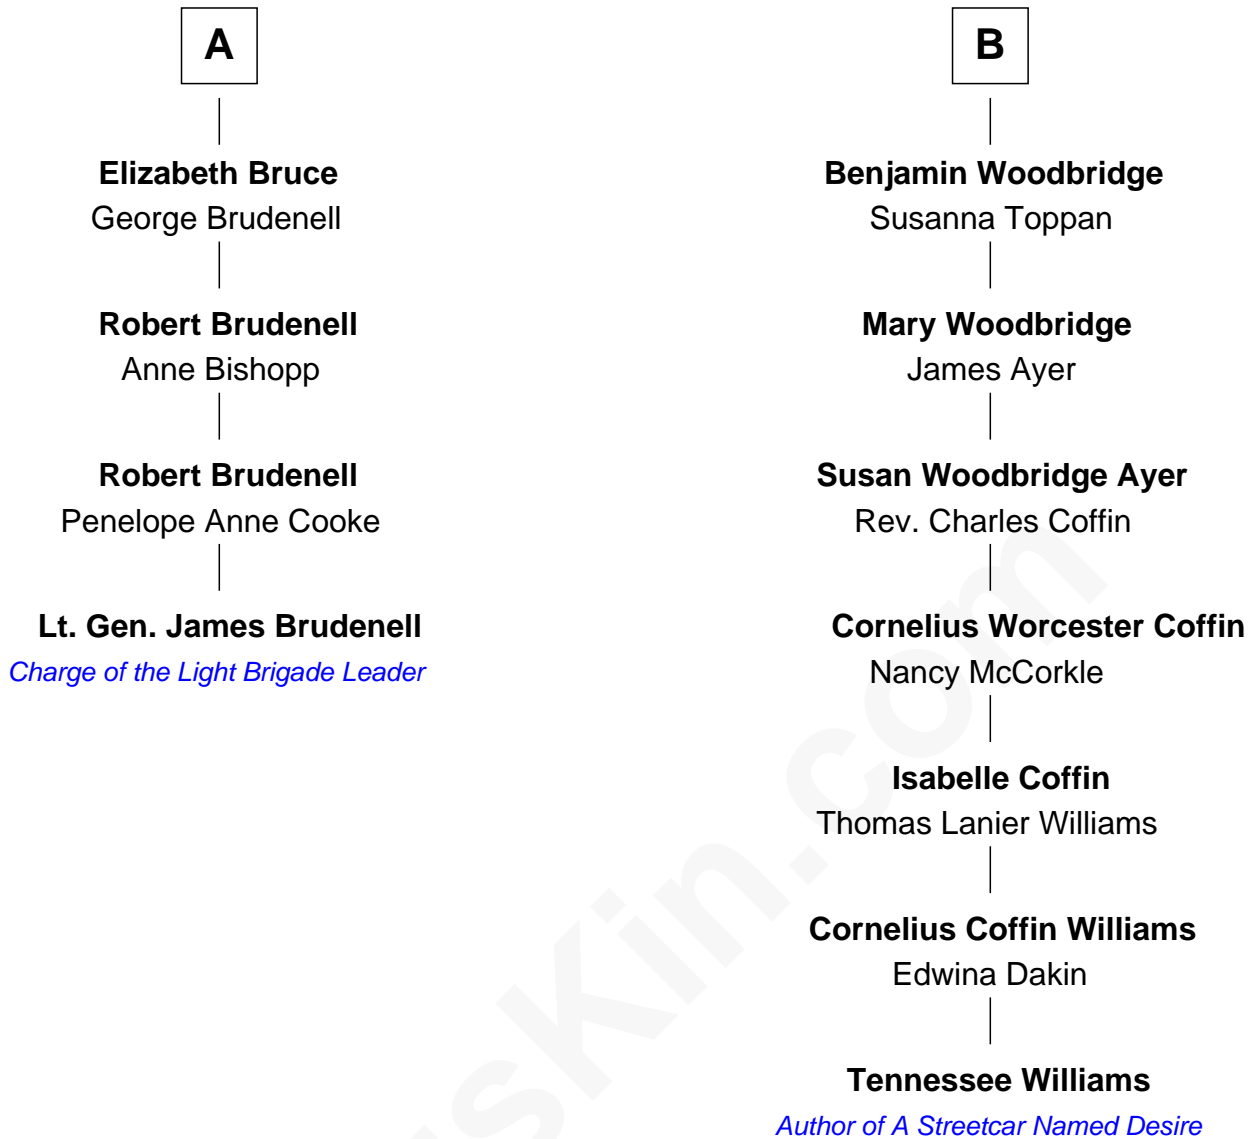 A
Elizabeth Bruce
George Brudenell
Robert Brudenell
Anne Bishopp
Robert Brudenell
Penelope Anne Cooke
Lt. Gen. James Brudenell
Charge of the Light Brigade Leader
B
Benjamin Woodbridge
Susanna Toppan
Mary Woodbridge
James Ayer
Susan Woodbridge Ayer
Rev. Charles Coffin
Cornelius Worcester Coffin
Nancy McCorkle
Isabelle Coffin
Thomas Lanier Williams
Cornelius Coffin Williams
Edwina Dakin
Tennessee Williams
Author of A Streetcar Named Desire
sKin.com